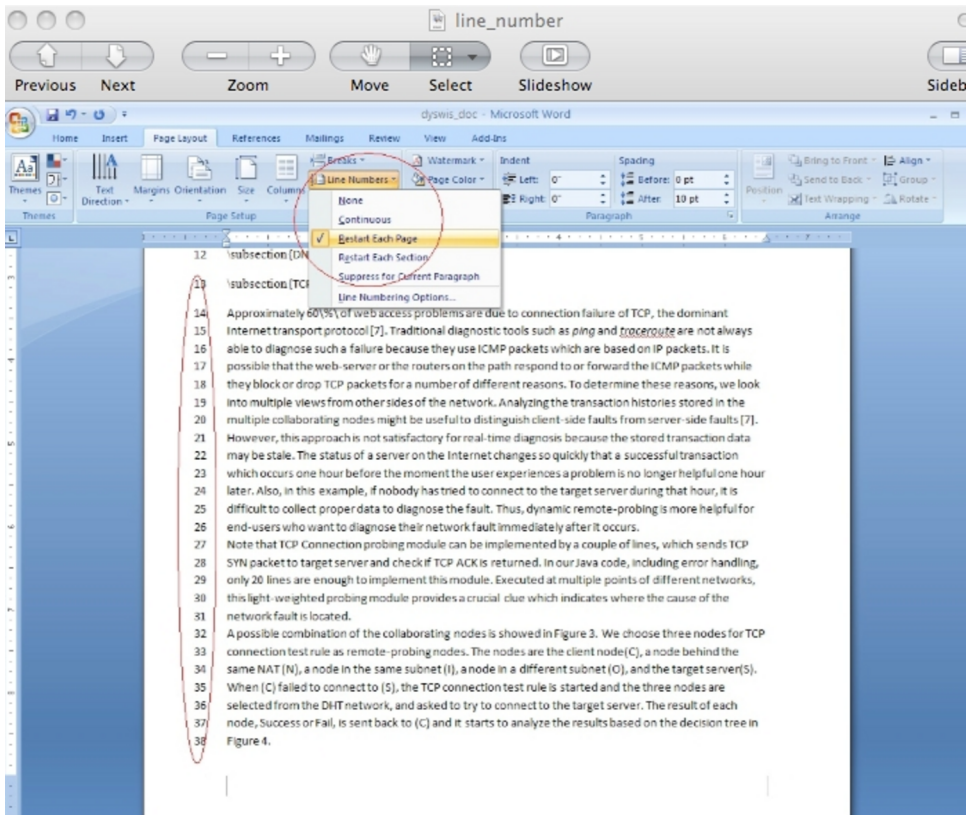 line_number
Previous Next Zoom Move Select Slideshow Sideb
dyswis_doc - Microsoft Word
Home Insert Page Layout References Mailings Review View Add-Ins
Breaks Watermark Indent Spacing Bring to Front Align
Line Numbers Page Color Left: 0" Before: 0 pt Send to Back Group
Themes Text Direction Margins Orientation Size Columns Right: 0" After: 10 pt Position Text Wrapping Rotate
Themes Page Setup Paragraph Arrange
None
Continuous
Restart Each Page
Restart Each Section
Suppress for Current Paragraph
Line Numbering Options...
12 \subsection{DN
13 \subsection{TCP
14 Approximately 60\%\ of web access problems are due to connection failure of TCP, the dominant
15 Internet transport protocol [7]. Traditional diagnostic tools such as ping and traceroute are not always
16 able to diagnose such a failure because they use ICMP packets which are based on IP packets. It is
17 possible that the web-server or the routers on the path respond to or forward the ICMP packets while
18 they block or drop TCP packets for a number of different reasons. To determine these reasons, we look
19 into multiple views from other sides of the network. Analyzing the transaction histories stored in the
20 multiple collaborating nodes might be useful to distinguish client-side faults from server-side faults [7].
21 However, this approach is not satisfactory for real-time diagnosis because the stored transaction data
22 may be stale. The status of a server on the Internet changes so quickly that a successful transaction
23 which occurs one hour before the moment the user experiences a problem is no longer helpful one hour
24 later. Also, in this example, if nobody has tried to connect to the target server during that hour, it is
25 difficult to collect proper data to diagnose the fault. Thus, dynamic remote-probing is more helpful for
26 end-users who want to diagnose their network fault immediately after it occurs.
27 Note that TCP Connection probing module can be implemented by a couple of lines, which sends TCP
28 SYN packet to target server and check if TCP ACK is returned. In our Java code, including error handling,
29 only 20 lines are enough to implement this module. Executed at multiple points of different networks,
30 this light-weighted probing module provides a crucial clue which indicates where the cause of the
31 network fault is located.
32 A possible combination of the collaborating nodes is showed in Figure 3. We choose three nodes for TCP
33 connection test rule as remote-probing nodes. The nodes are the client node(C), a node behind the
34 same NAT (N), a node in the same subnet (I), a node in a different subnet (O), and the target server(S).
35 When (C) failed to connect to (S), the TCP connection test rule is started and the three nodes are
36 selected from the DHT network, and asked to try to connect to the target server. The result of each
37 node, Success or Fail, is sent back to (C) and it starts to analyze the results based on the decision tree in
38 Figure 4.